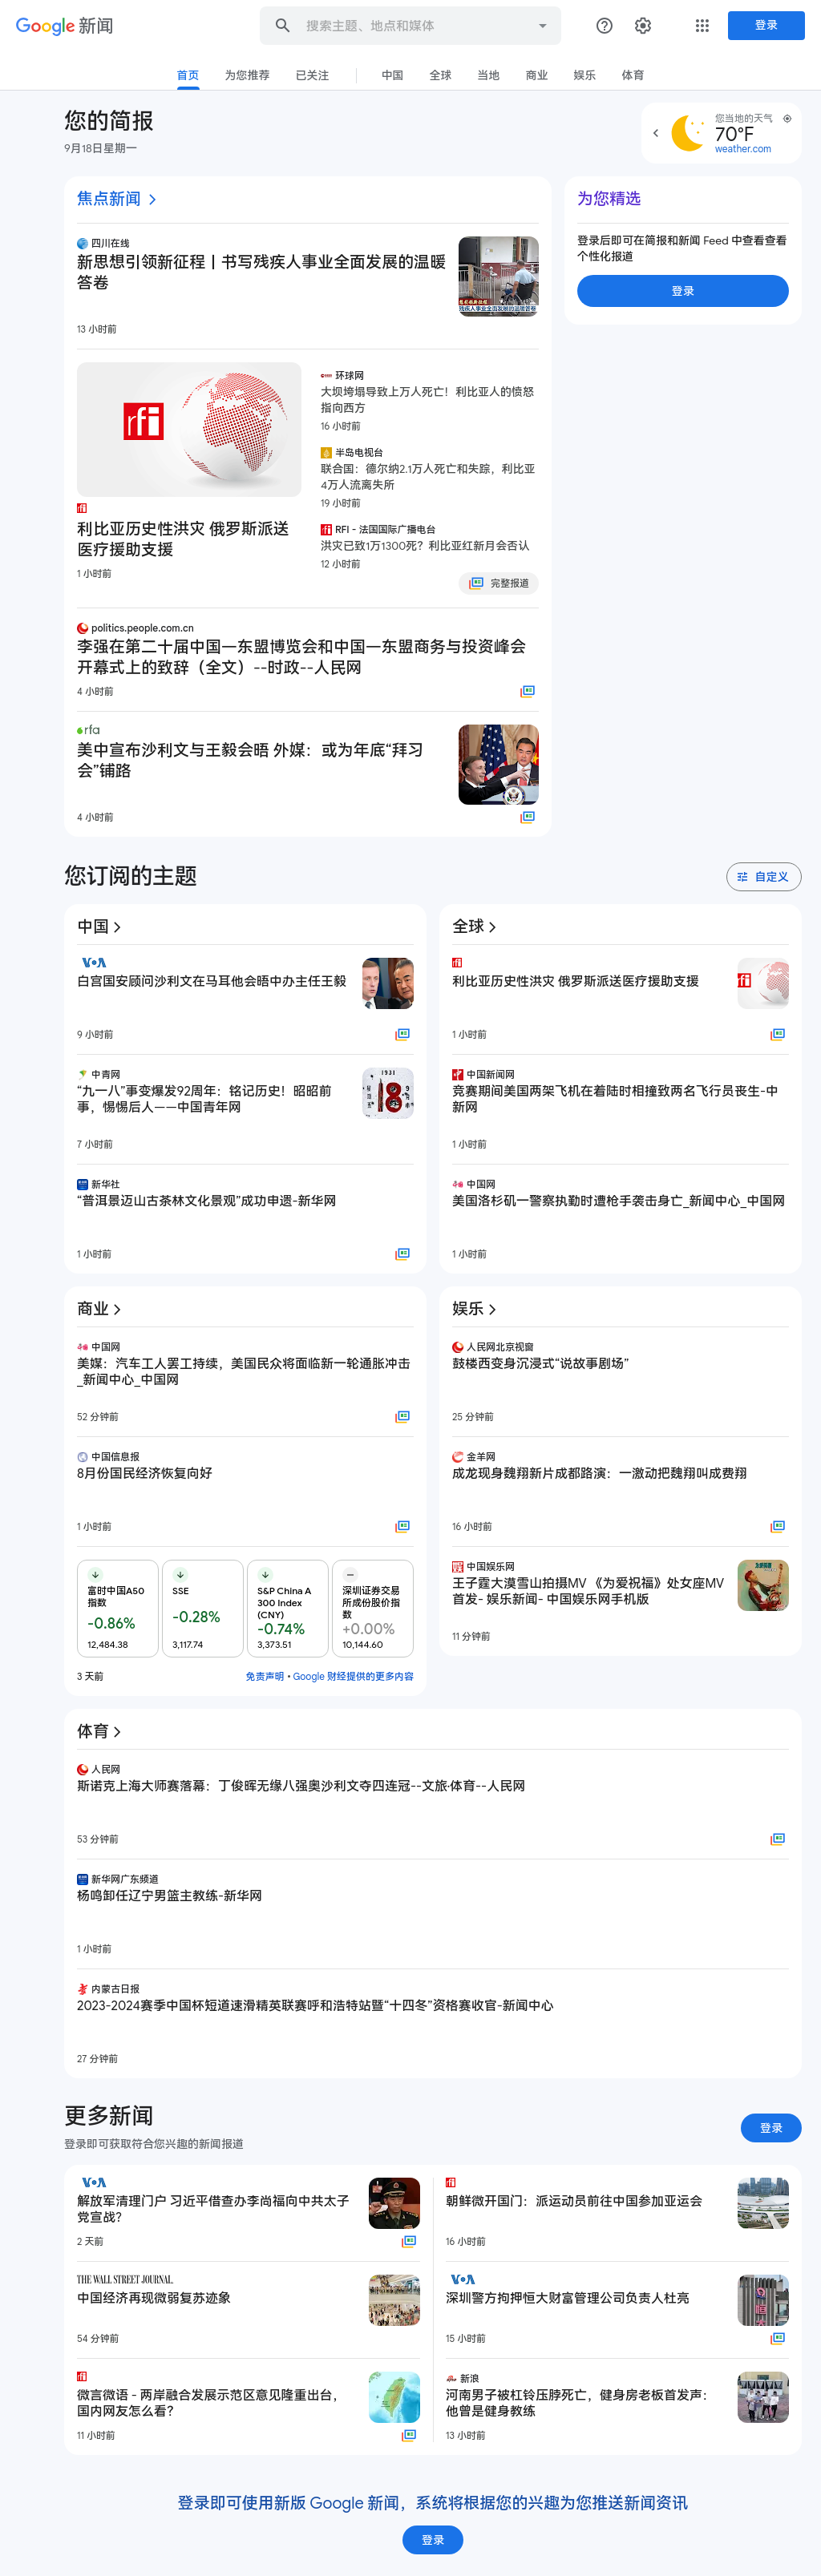 Google 新闻
搜索主题、地点和媒体
登录
首页
为您推荐
已关注
中国
全球
当地
商业
娱乐
体育
您的简报
9月18日星期一
您当地的天气
70°F
weather.com
焦点新闻
四川在线
新思想引领新征程丨书写残疾人事业全面发展的温暖
答卷
13 小时前
为您精选
登录后即可在简报和新闻 Feed 中查看查看
个性化报道
登录
rfi
利比亚历史性洪灾 俄罗斯派送
医疗援助支援
1 小时前
环球网
大坝垮塌导致上万人死亡！利比亚人的愤怒
指向西方
16 小时前
半岛电视台
联合国：德尔纳2.1万人死亡和失踪，利比亚
4万人流离失所
19 小时前
RFI - 法国国际广播电台
洪灾已致1万1300死？利比亚红新月会否认
12 小时前
完整报道
politics.people.com.cn
李强在第二十届中国—东盟博览会和中国—东盟商务与投资峰会
开幕式上的致辞（全文）--时政--人民网
4 小时前
rfa
美中宣布沙利文与王毅会晤 外媒：或为年底“拜习
会”铺路
4 小时前
您订阅的主题
自定义
中国
VOA
白宫国安顾问沙利文在马耳他会晤中办主任王毅
9 小时前
中青网
“九一八”事变爆发92周年：铭记历史！昭昭前
事，惕惕后人——中国青年网
7 小时前
新华社
“普洱景迈山古茶林文化景观”成功申遗-新华网
1 小时前
全球
rfi
利比亚历史性洪灾 俄罗斯派送医疗援助支援
1 小时前
中国新闻网
竞赛期间美国两架飞机在着陆时相撞致两名飞行员丧生-中
新网
1 小时前
中国网
美国洛杉矶一警察执勤时遭枪手袭击身亡_新闻中心_中国网
1 小时前
商业
中国网
美媒：汽车工人罢工持续，美国民众将面临新一轮通胀冲击
_新闻中心_中国网
52 分钟前
中国信息报
8月份国民经济恢复向好
1 小时前
富时中国A50
指数
-0.86%
12,484.38
SSE
-0.28%
3,117.74
S&P China A
300 Index
(CNY)
-0.74%
3,373.51
深圳证券交易
所成份股价指
数
+0.00%
10,144.60
3 天前
免责声明 • Google 财经提供的更多内容
娱乐
人民网北京视窗
鼓楼西变身沉浸式“说故事剧场”
25 分钟前
金羊网
成龙现身魏翔新片成都路演：一激动把魏翔叫成费翔
16 小时前
中国娱乐网
王子霆大漠雪山拍摄MV 《为爱祝福》处女座MV
首发- 娱乐新闻- 中国娱乐网手机版
11 分钟前
体育
人民网
斯诺克上海大师赛落幕：丁俊晖无缘八强奥沙利文夺四连冠--文旅·体育--人民网
53 分钟前
新华网广东频道
杨鸣卸任辽宁男篮主教练-新华网
1 小时前
内蒙古日报
2023-2024赛季中国杯短道速滑精英联赛呼和浩特站暨“十四冬”资格赛收官-新闻中心
27 分钟前
更多新闻
登录即可获取符合您兴趣的新闻报道
登录
VOA
解放军清理门户 习近平借查办李尚福向中共太子
党宣战？
2 天前
THE WALL STREET JOURNAL.
中国经济再现微弱复苏迹象
54 分钟前
rfi
微言微语 - 两岸融合发展示范区意见隆重出台，
国内网友怎么看？
11 小时前
rfi
朝鲜微开国门：派运动员前往中国参加亚运会
16 小时前
VOA
深圳警方拘押恒大财富管理公司负责人杜亮
15 小时前
新浪
河南男子被杠铃压脖死亡，健身房老板首发声：
他曾是健身教练
13 小时前
登录即可使用新版 Google 新闻，系统将根据您的兴趣为您推送新闻资讯
登录